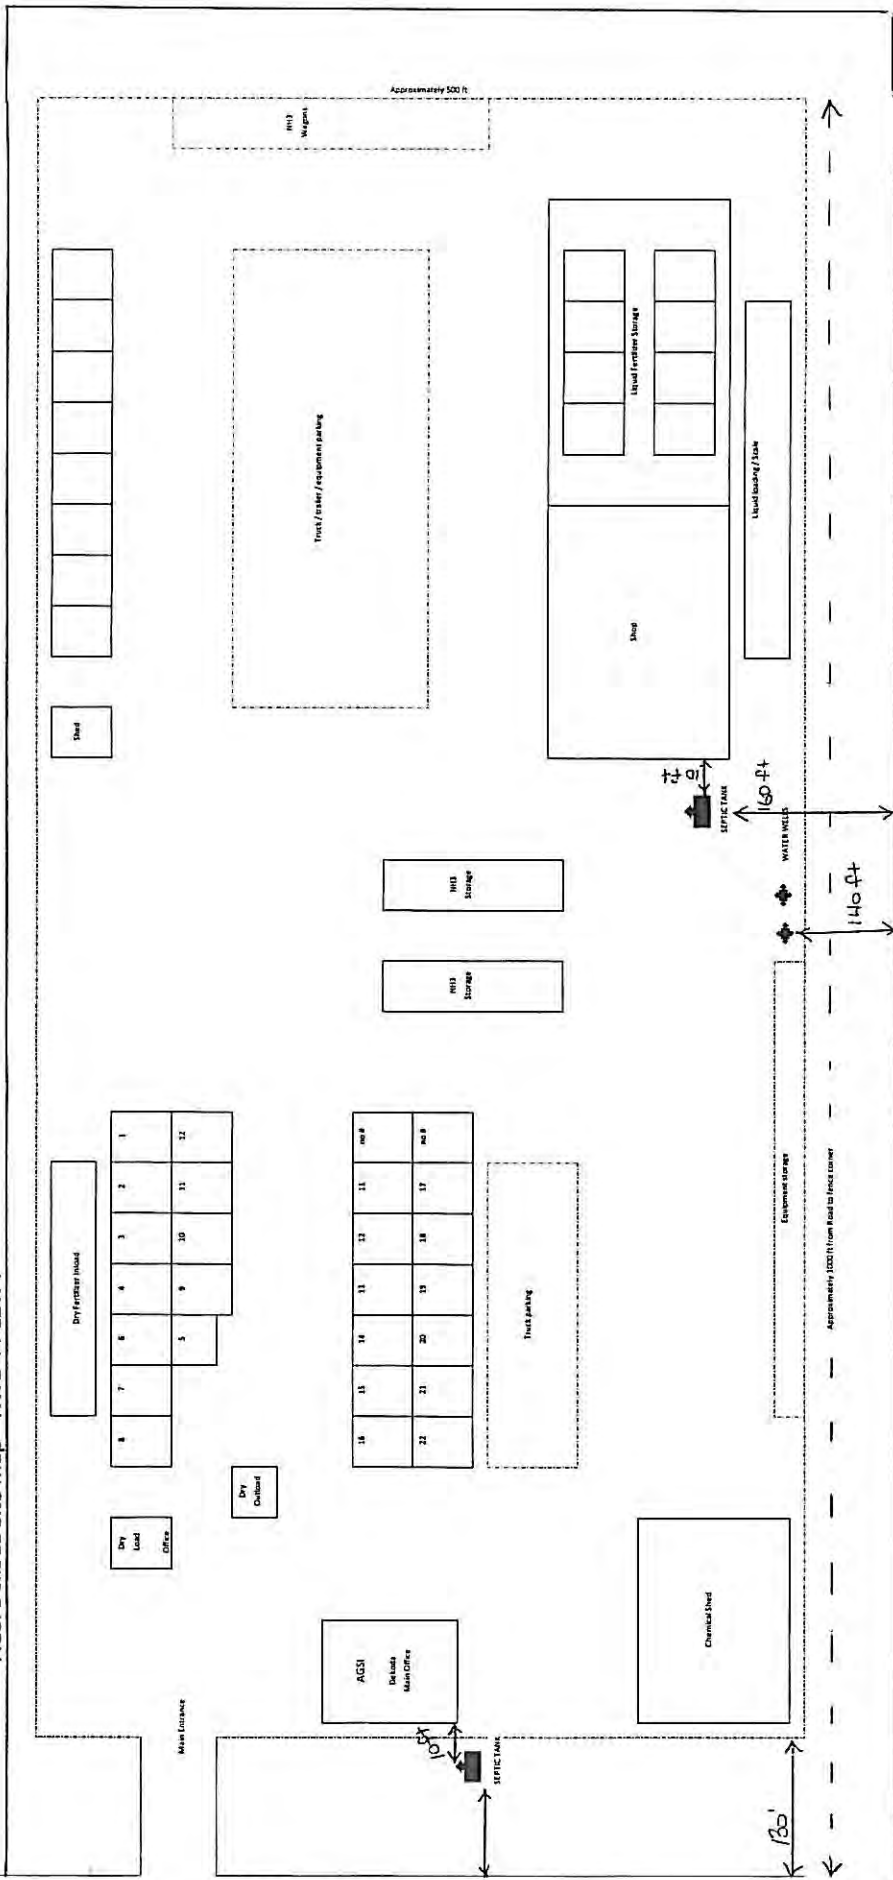 Approximately 500 ft
NH3
Wagons
Truck / trailer / equipment parking
Liquid Fertilizer Storage
Liquid loading / Scale
Shop
Shed
10 ft
SEPTIC TANK
160 ft
WATER WELLS
140 ft
NH3
Storage
NH3
Storage
Dry Fertilizer Inload
1
2
3
4
6
7
8
12
11
10
9
5
no #
11
12
13
14
15
16
no #
17
18
19
20
21
22
Truck parking
Equipment storage
Approximately 1000 ft from Road to fence corner
Dry
Outload
Dry
Load
Office
AGSI
Dekoda
Main Office
Chemical Shed
Main Entrance
10 ft
SEPTIC TANK
130'